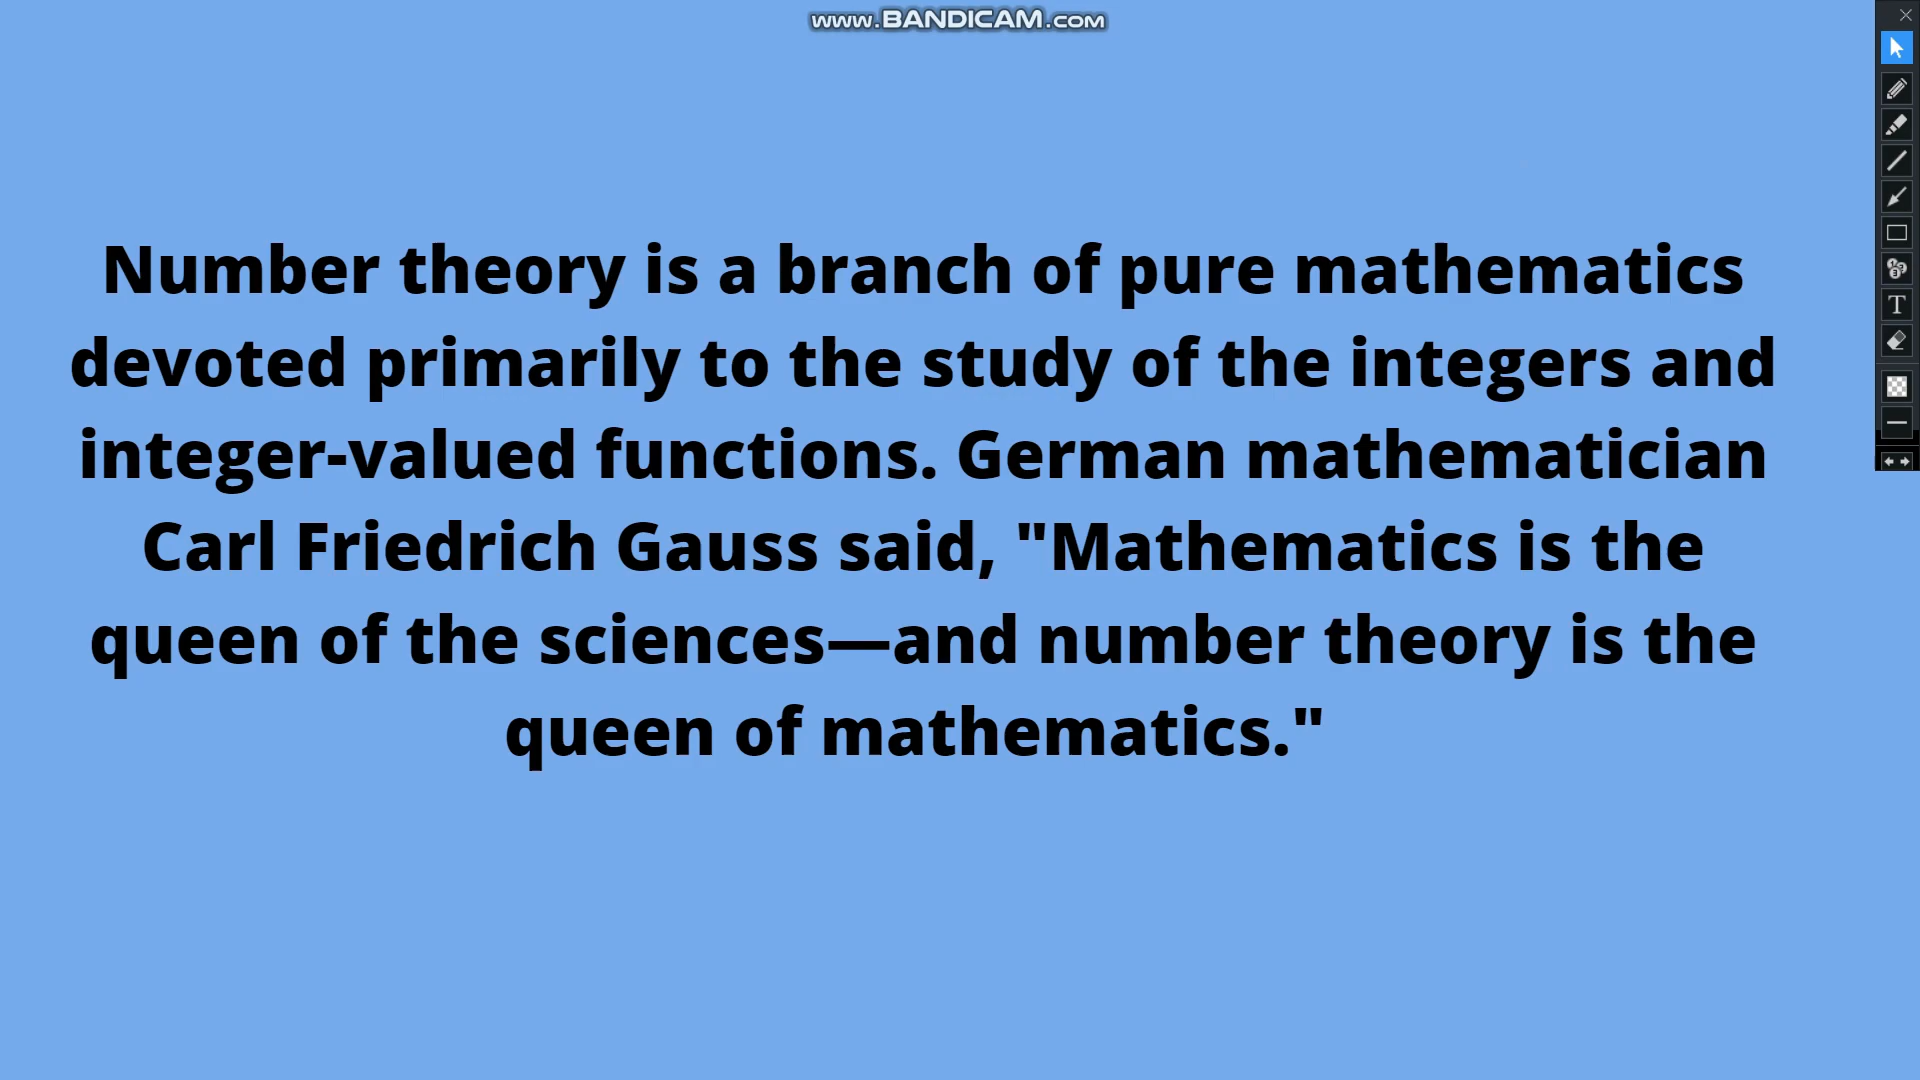 www.BANDICAM.com
Number theory is a branch of pure mathematics
devoted primarily to the study of the integers and
integer-valued functions. German mathematician
Carl Friedrich Gauss said, "Mathematics is the
queen of the sciences—and number theory is the
queen of mathematics."
T